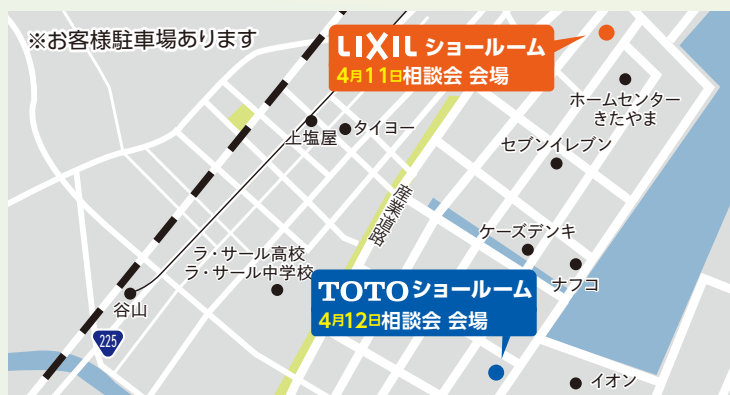 ※お客様駐車場あります
LIXIL ショールーム
4月11日相談会 会場
ホームセンター
きたやま
上塩屋
タイヨー
セブンイレブン
産業道路
ケーズデンキ
ナフコ
ラ・サール高校
ラ・サール中学校
TOTO ショールーム
4月12日相談会 会場
谷山
225
イオン